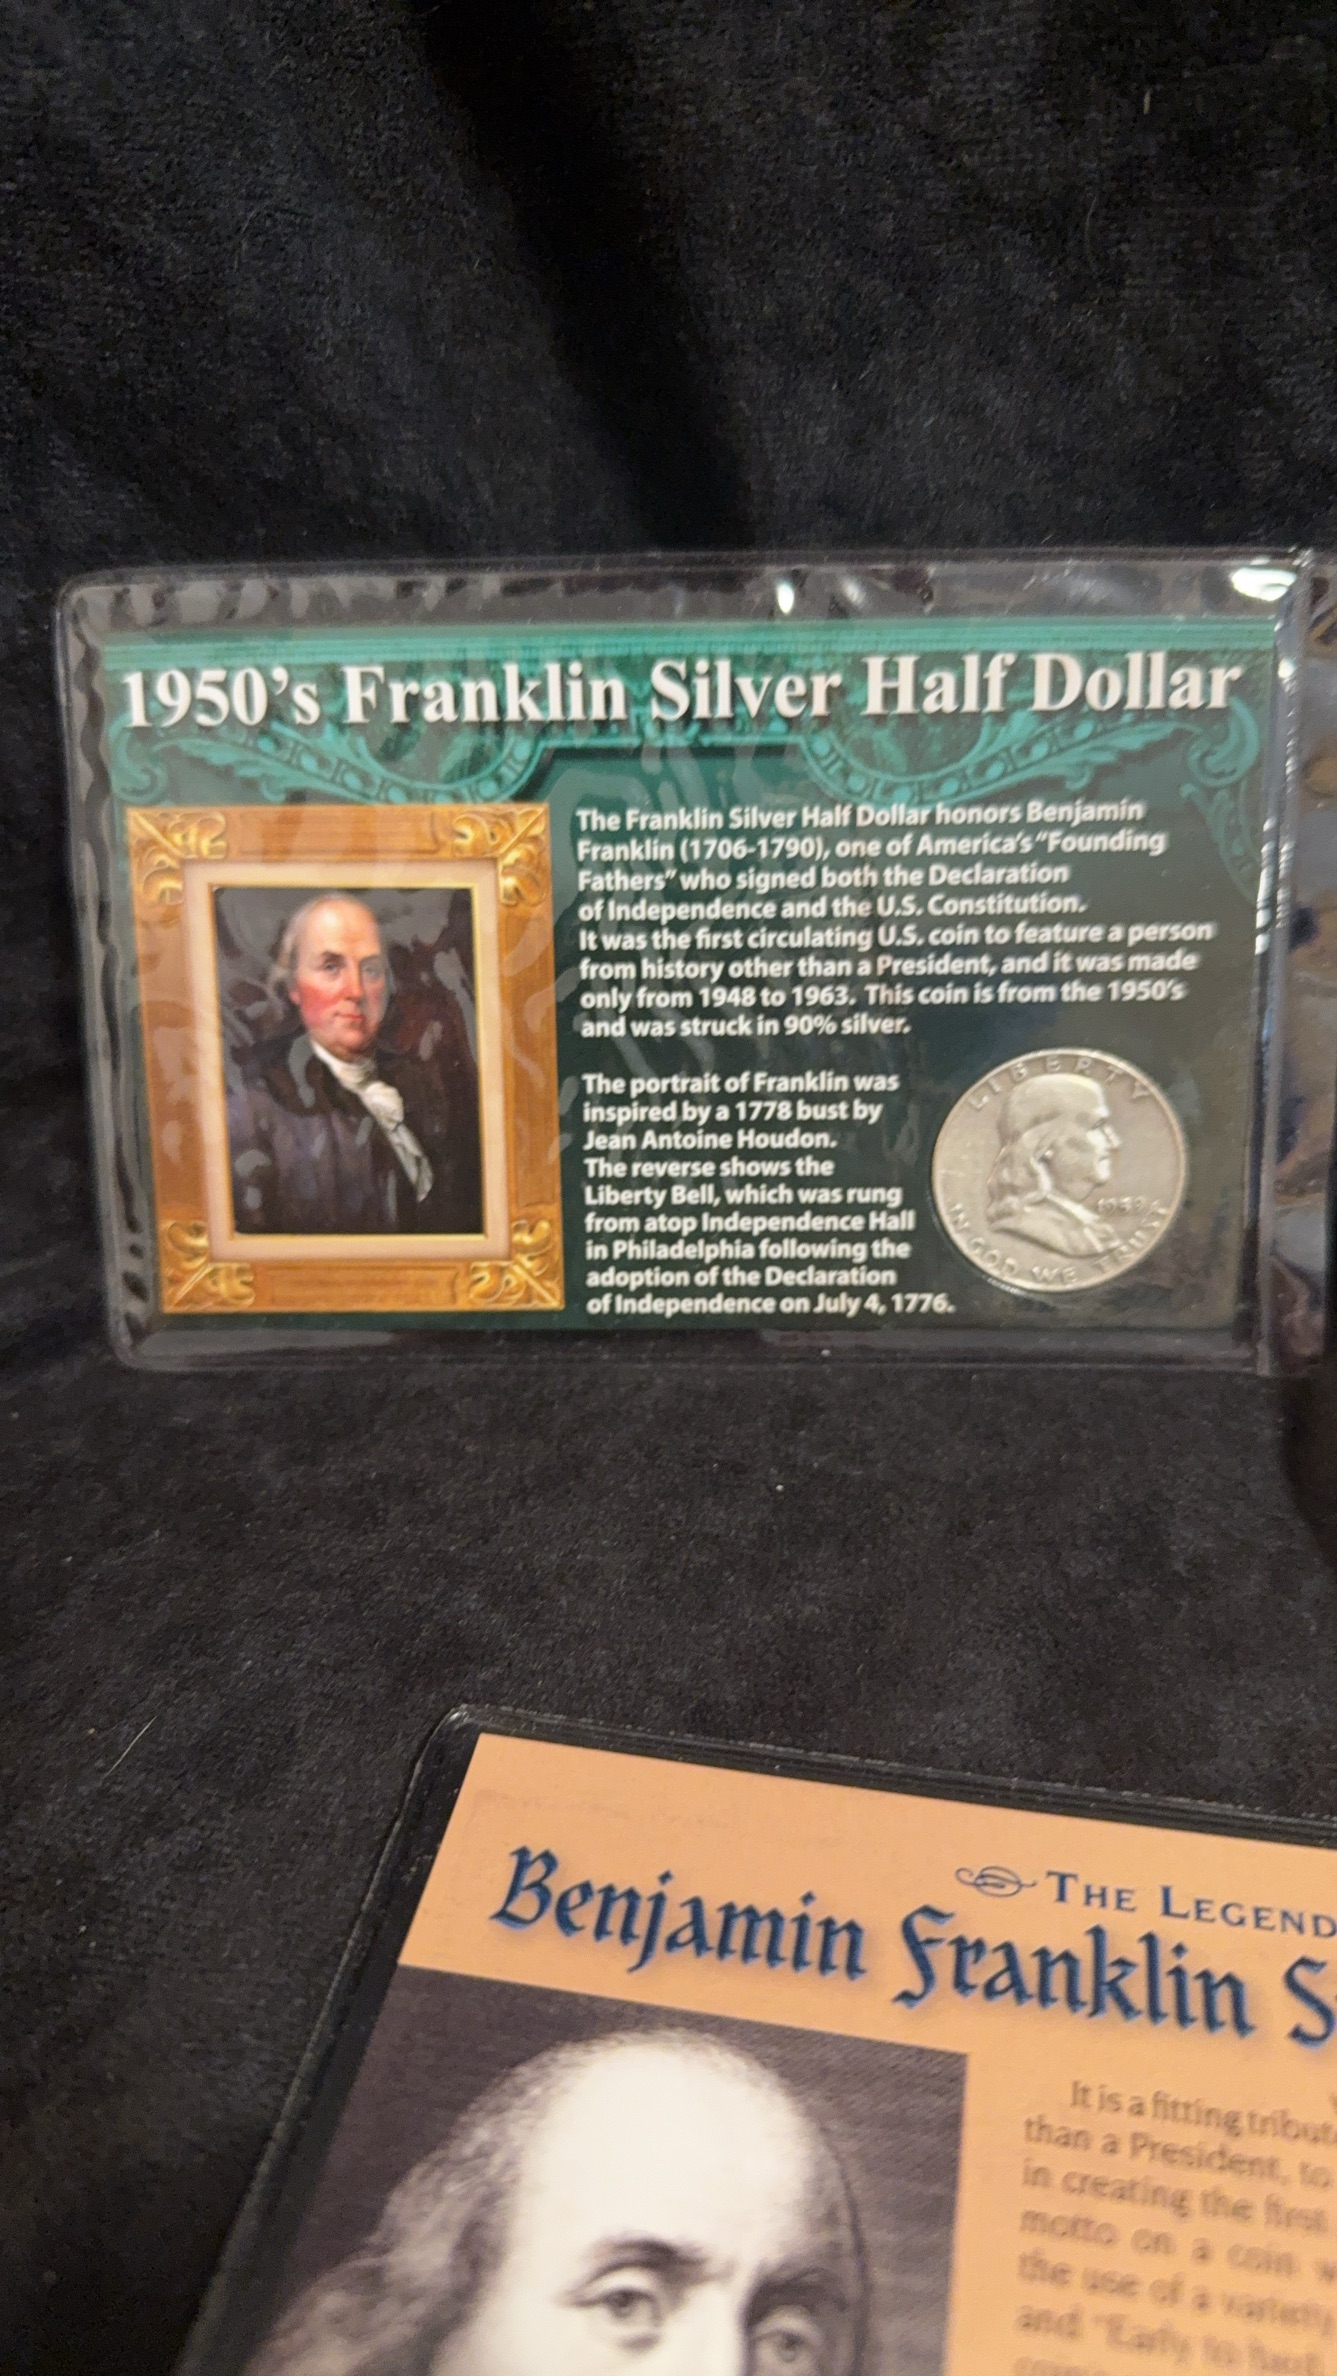 1950's Franklin Silver Half Dollar
The Franklin Silver Half Dollar honors Benjamin
Franklin (1706-1790), one of America's "Founding
Fathers" who signed both the Declaration
of Independence and the U.S. Constitution.
It was the first circulating U.S. coin to feature a person
from history other than a President, and it was made
only from 1948 to 1963. This coin is from the 1950's
and was struck in 90% silver.
The portrait of Franklin was
inspired by a 1778 bust by
Jean Antoine Houdon.
The reverse shows the
Liberty Bell, which was rung
from atop Independence Hall
in Philadelphia following the
adoption of the Declaration
of Independence on July 4, 1776.
LIBERTY
IN GOD WE TRUST
THE LEGEND
Benjamin Franklin S
It is a fitting tribut
than a President, to
in creating the first
motto on a coin w
the use of a variety
and "Early to bed